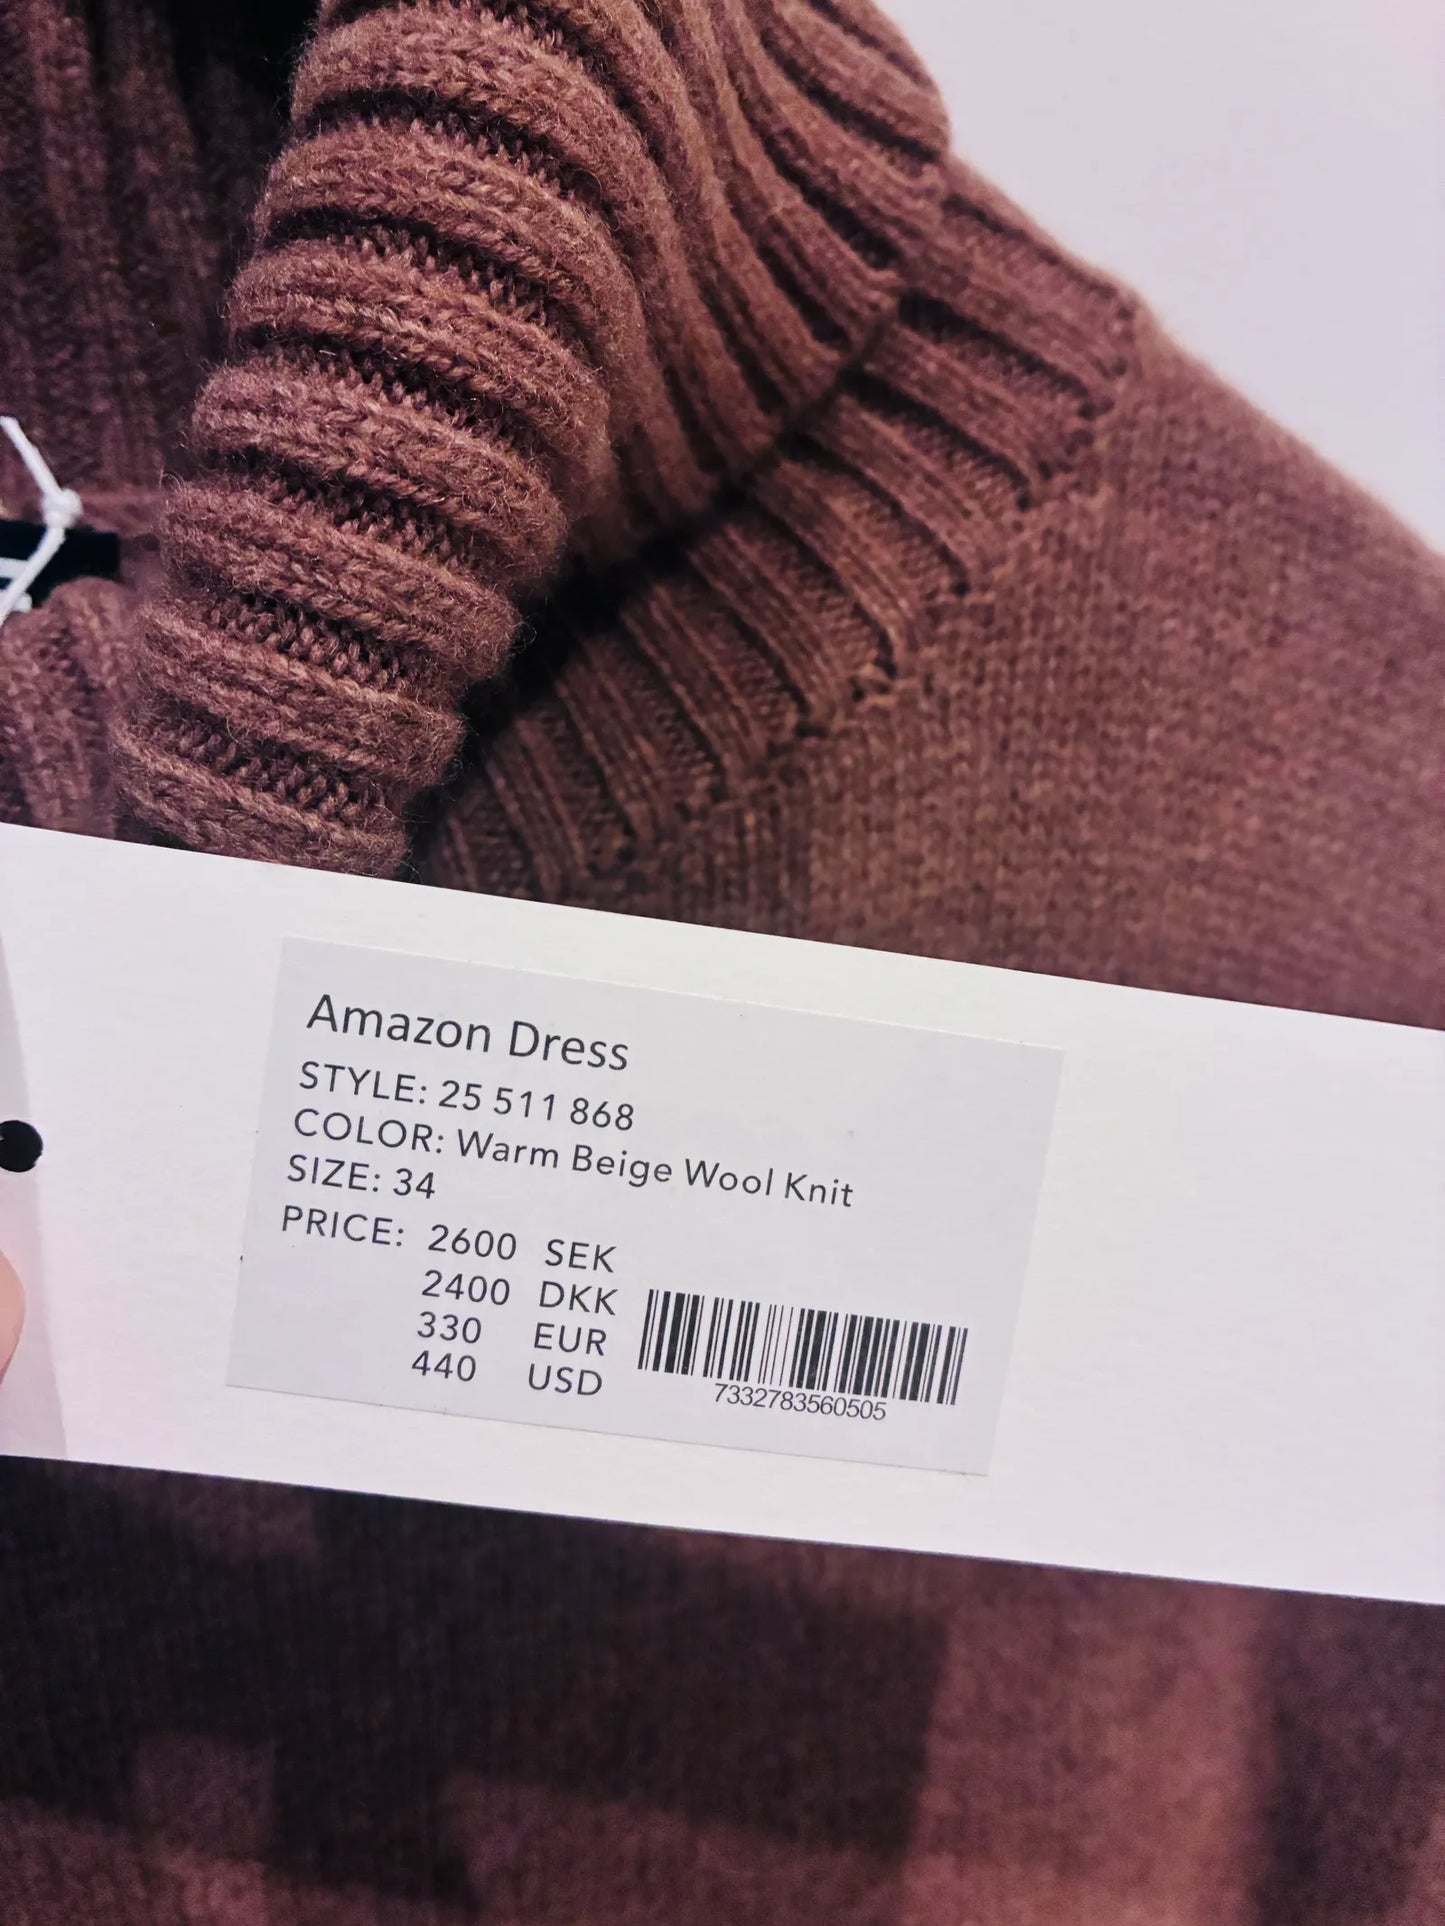 Amazon Dress
STYLE: 25 511 868
COLOR: Warm Beige Wool Knit
SIZE: 34
PRICE: 2600 SEK
2400 DKK
330 EUR
440 USD
7332783560505